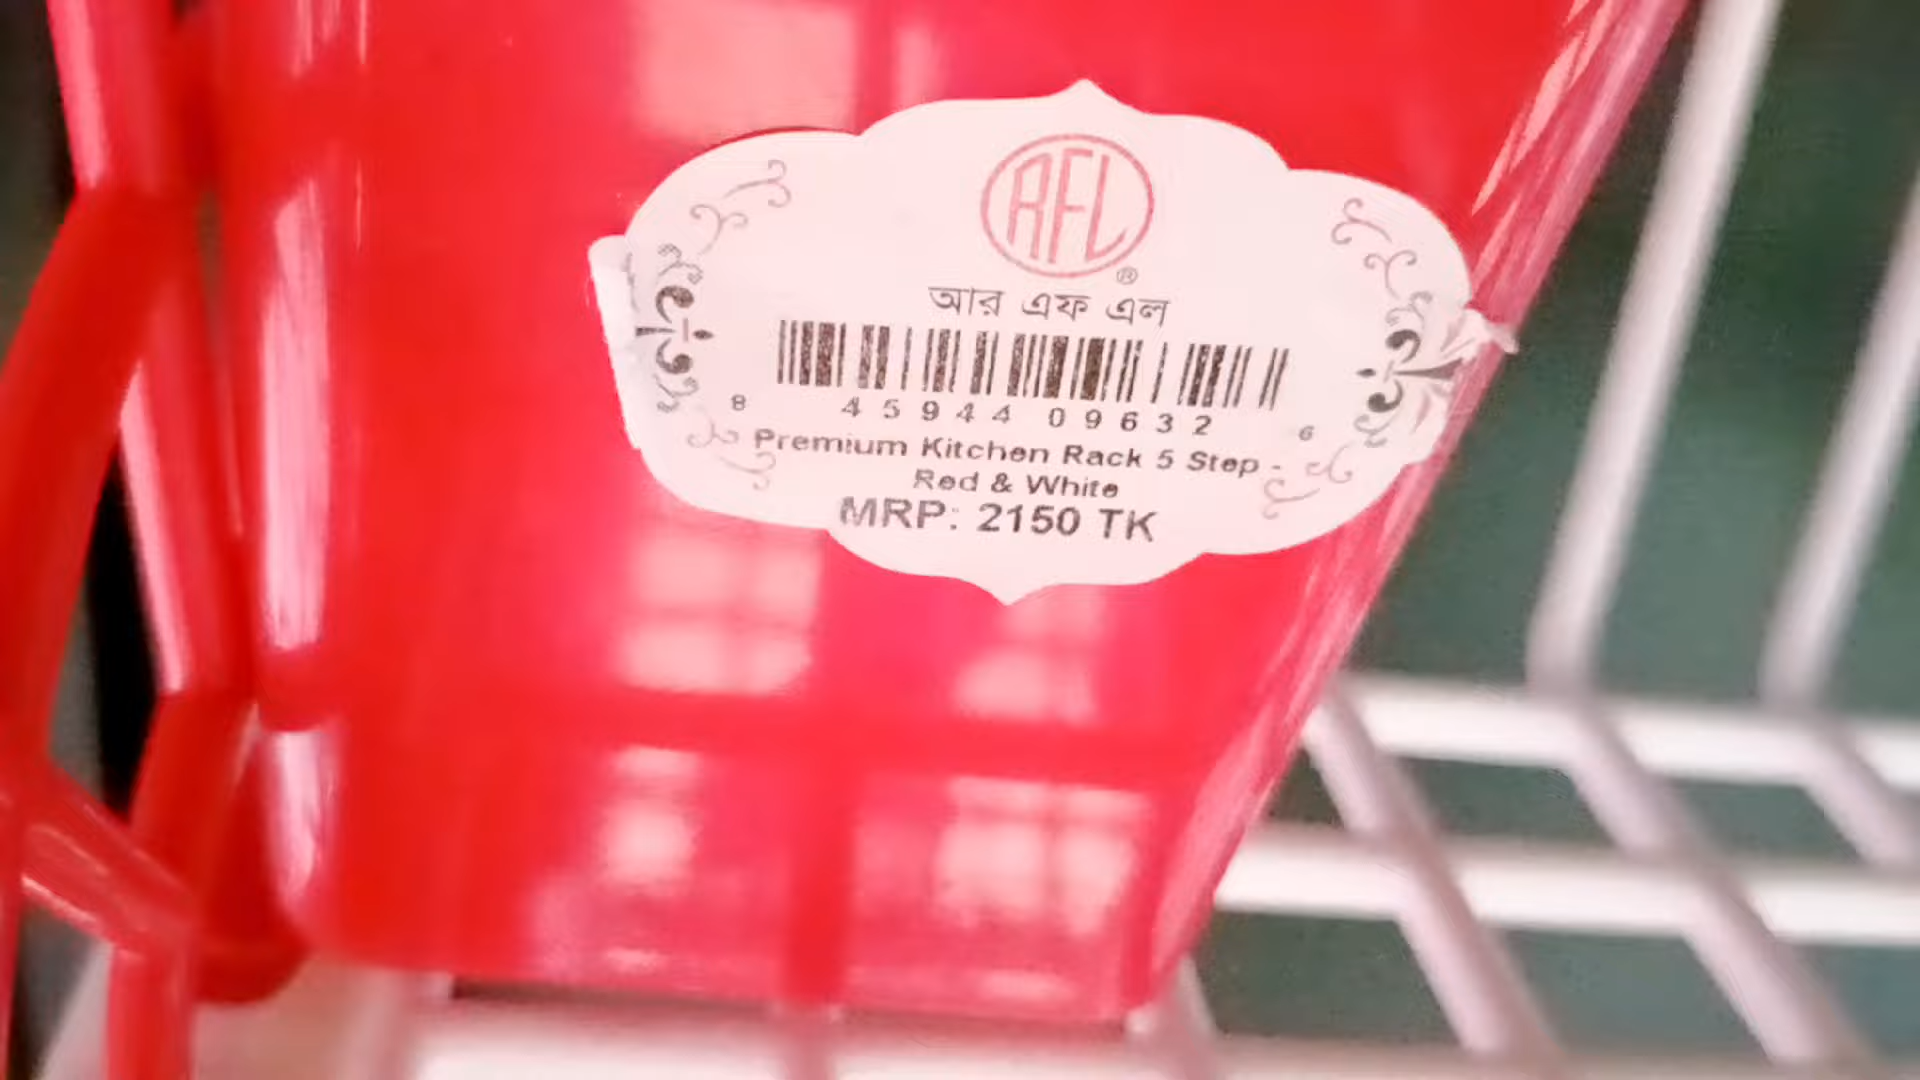 RFL
®
আর এফ এল
8 45944 09632 6
Premium Kitchen Rack 5 Step -
Red & White
MRP: 2150 TK